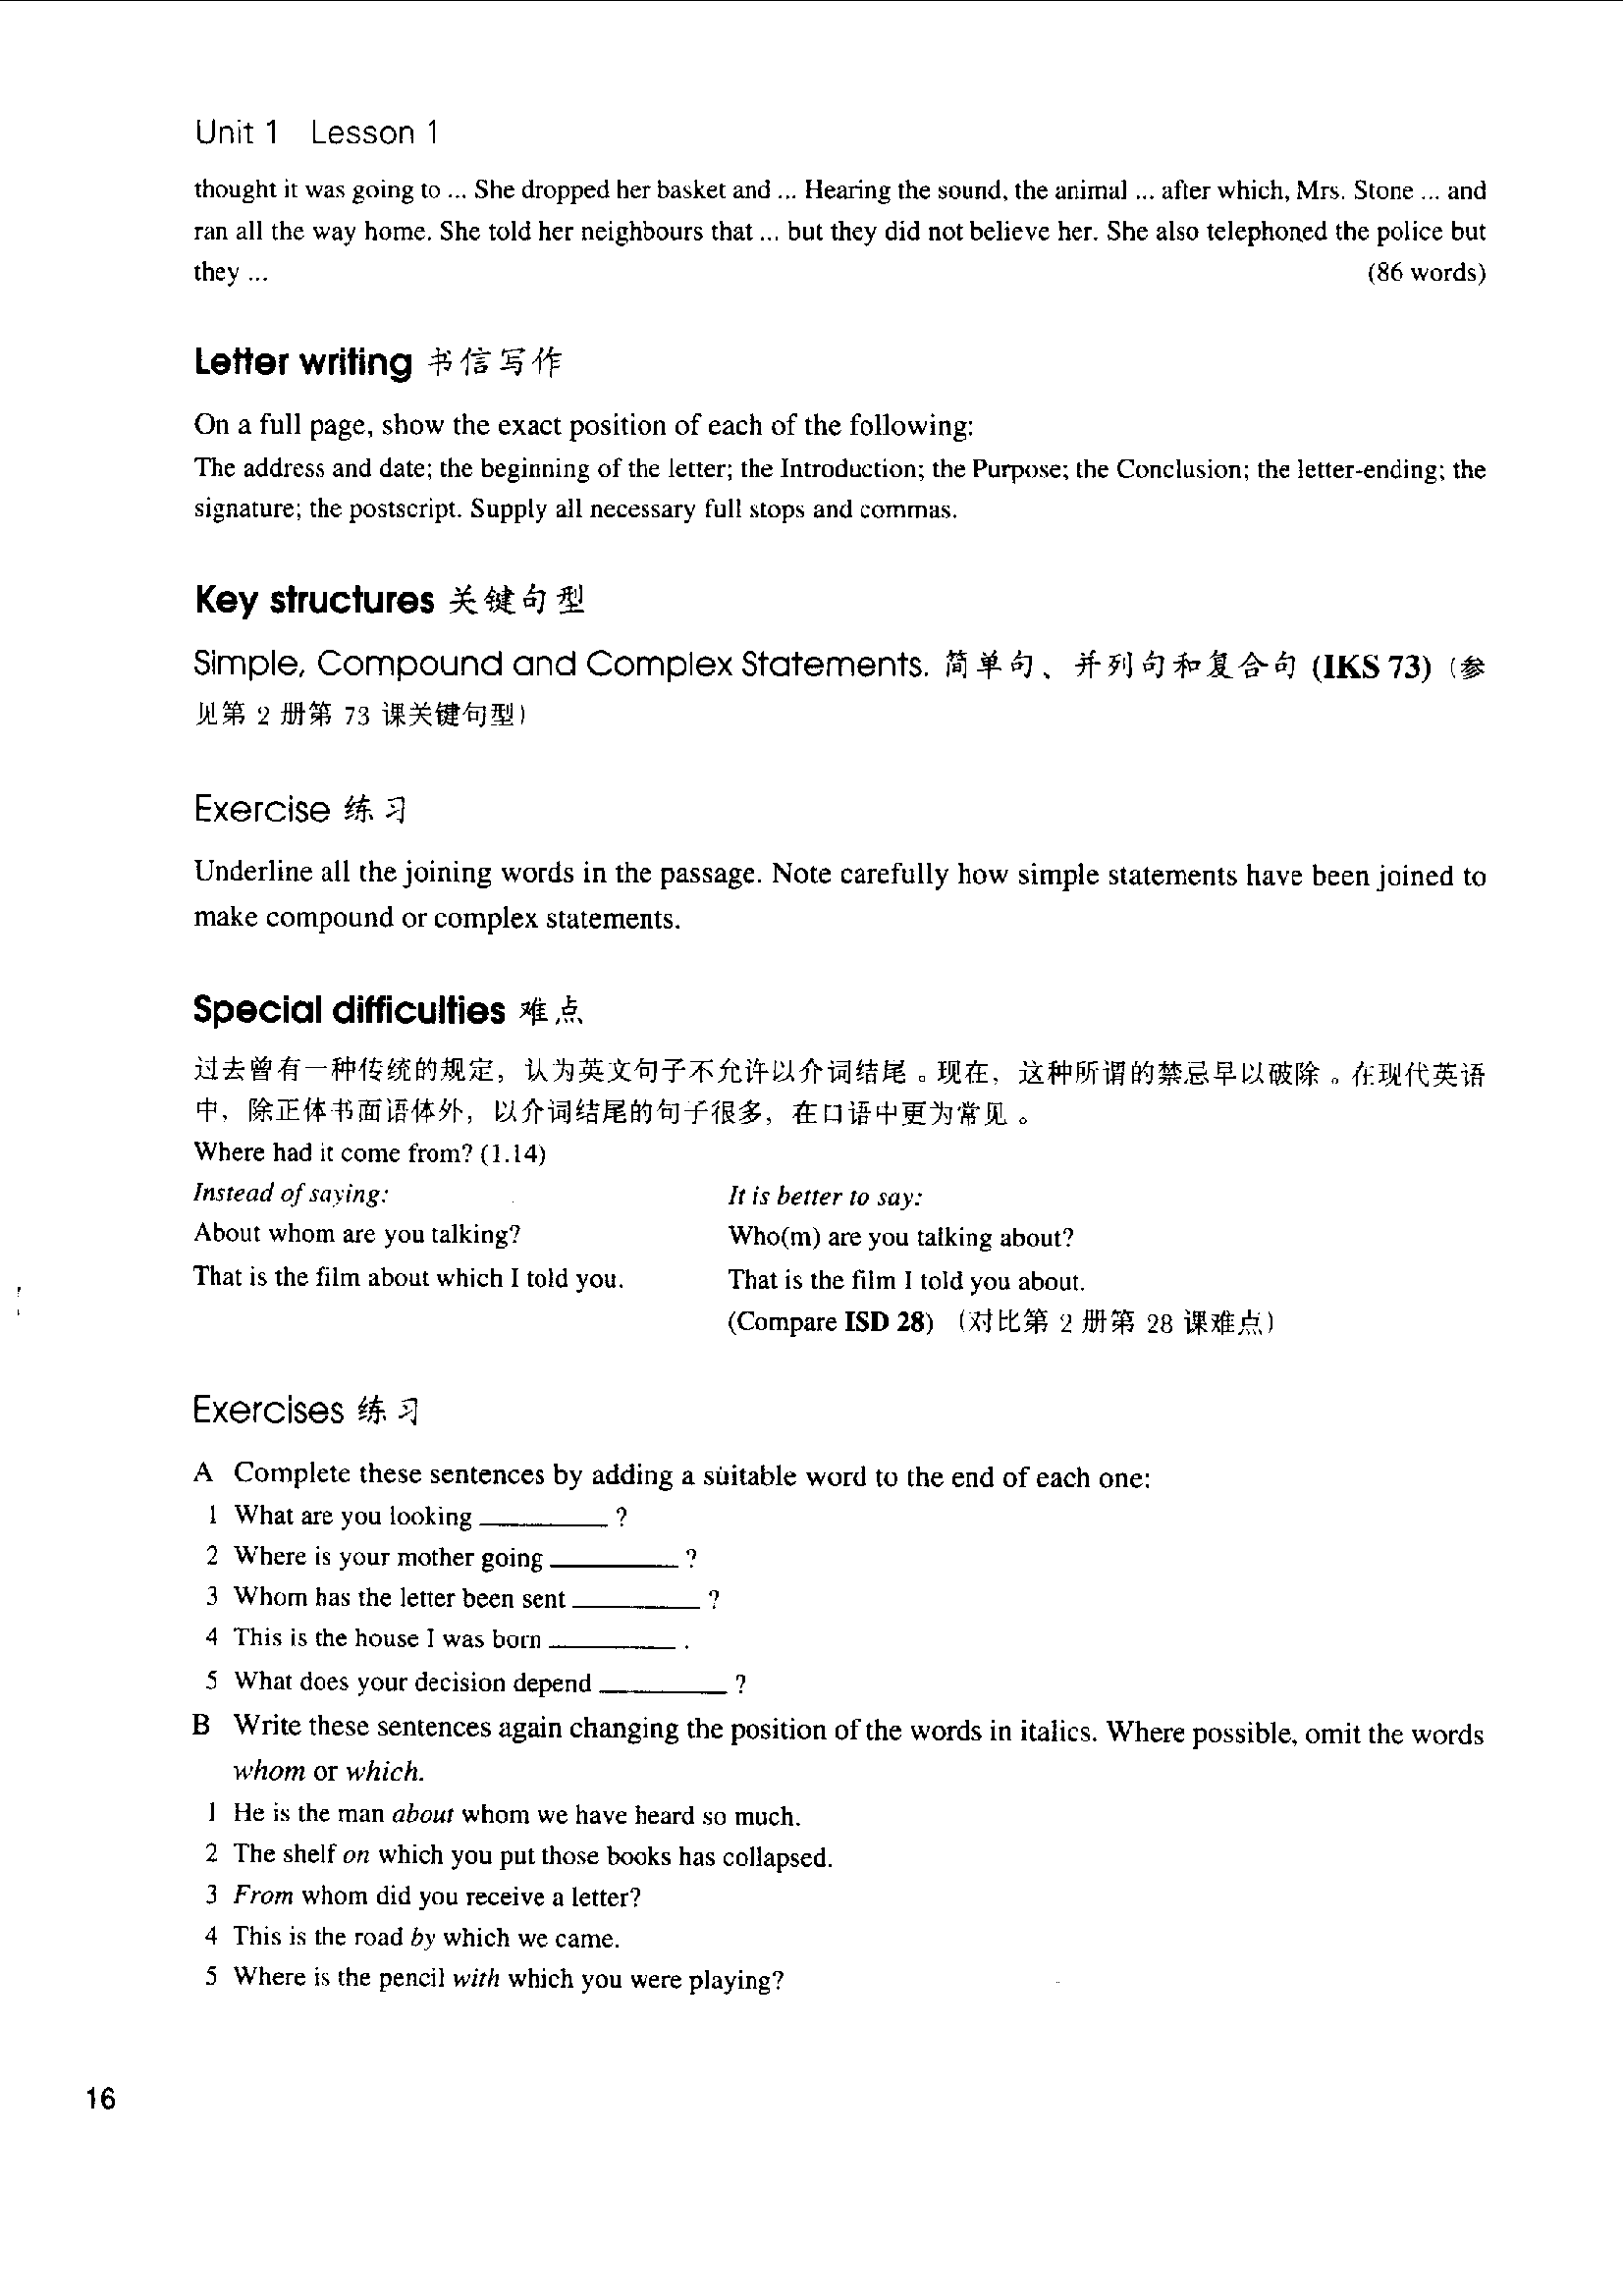 Unit 1 Lesson 1
thought it was going to ... She dropped her basket and ... Hearing the sound, the animal ... after which, Mrs. Stone ... and
ran all the way home. She told her neighbours that ... but they did not believe her. She also telephoned the police but
they ... (86 words)
Letter writing 书信写作
On a full page, show the exact position of each of the following:
The address and date; the beginning of the letter; the Introduction; the Purpose; the Conclusion; the letter-ending; the
signature; the postscript. Supply all necessary full stops and commas.
Key structures 关键句型
Simple, Compound and Complex Statements. 简单句、并列句和复合句 (IKS 73)（参
见第 2 册第 73 课关键句型）
Exercise 练习
Underline all the joining words in the passage. Note carefully how simple statements have been joined to
make compound or complex statements.
Special difficulties 难点
过去曾有一种传统的规定，认为英文句子不允许以介词结尾。现在，这种所谓的禁忌早以破除。在现代英语
中，除正体书面语体外，以介词结尾的句子很多，在口语中更为常见。
Where had it come from? (1.14)
Instead of saying: It is better to say:
About whom are you talking? Who(m) are you talking about?
That is the film about which I told you. That is the film I told you about.
(Compare ISD 28)（对比第 2 册第 28 课难点）
Exercises 练习
A Complete these sentences by adding a suitable word to the end of each one:
1 What are you looking ________ ?
2 Where is your mother going ________ ?
3 Whom has the letter been sent ________ ?
4 This is the house I was born ________ .
5 What does your decision depend ________ ?
B Write these sentences again changing the position of the words in italics. Where possible, omit the words
whom or which.
1 He is the man about whom we have heard so much.
2 The shelf on which you put those books has collapsed.
3 From whom did you receive a letter?
4 This is the road by which we came.
5 Where is the pencil with which you were playing?
16